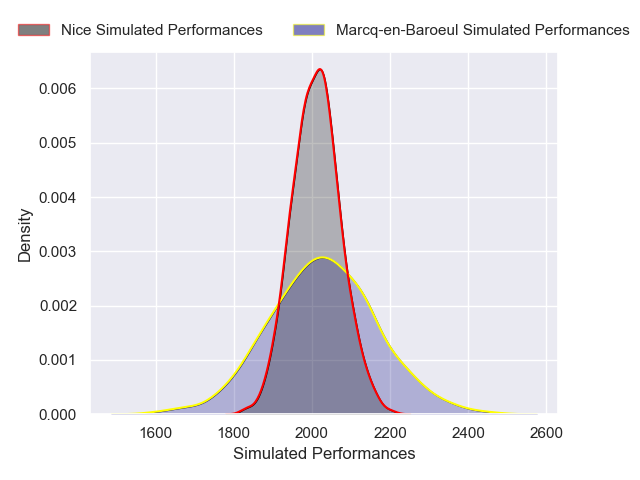 Nice Simulated Performances
Marcq-en-Baroeul Simulated Performances
0.006
0.005
0.004
0.003
0.002
0.001
0.000
Density
1600 1800 2000 2200 2400 2600
Simulated Performances